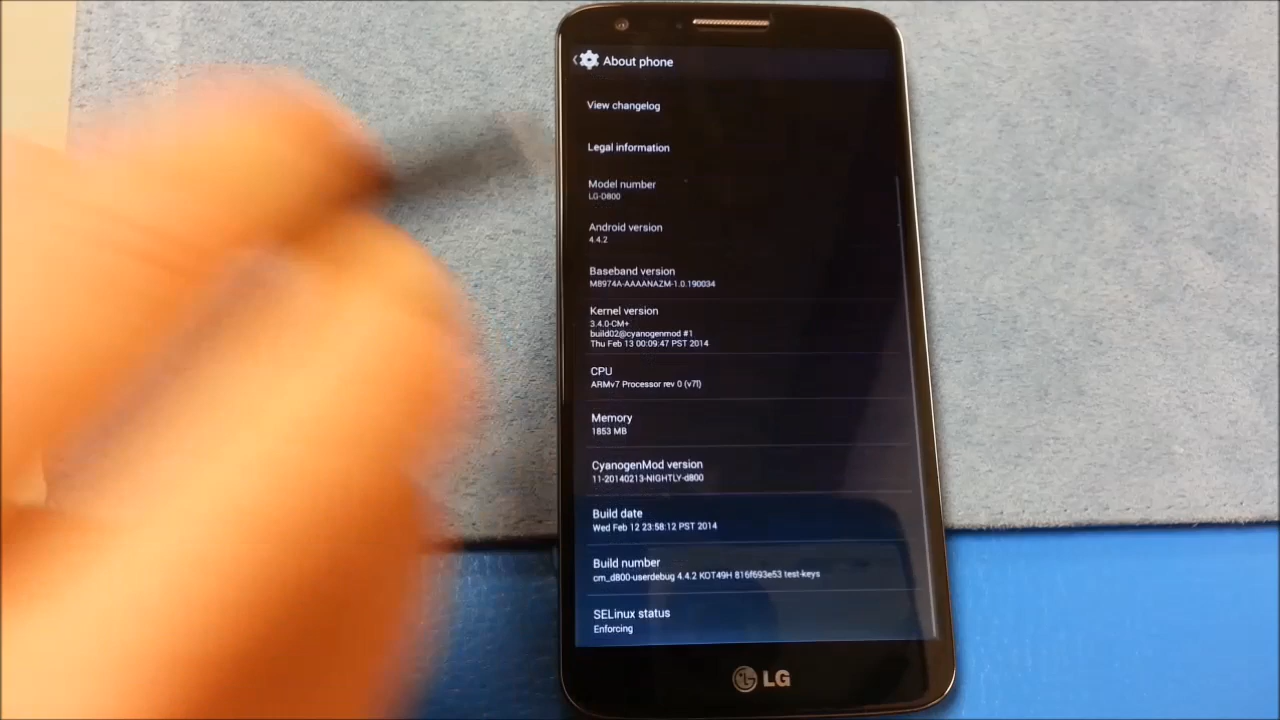 About phone
View changelog
Legal information
Model number
LG-D800
Android version
4.4.2
Baseband version
M8974A-AAAANAZM-1.0.190034
Kernel version
3.4.0-CM+
build02@cyanogenmod #1
Thu Feb 13 00:09:47 PST 2014
CPU
ARMv7 Processor rev 0 (v7l)
Memory
1853 MB
CyanogenMod version
11-20140213-NIGHTLY-d800
Build date
Wed Feb 12 23:58:12 PST 2014
Build number
cm_d800-userdebug 4.4.2 KOT49H 816f693e53 test-keys
SELinux status
Enforcing
LG